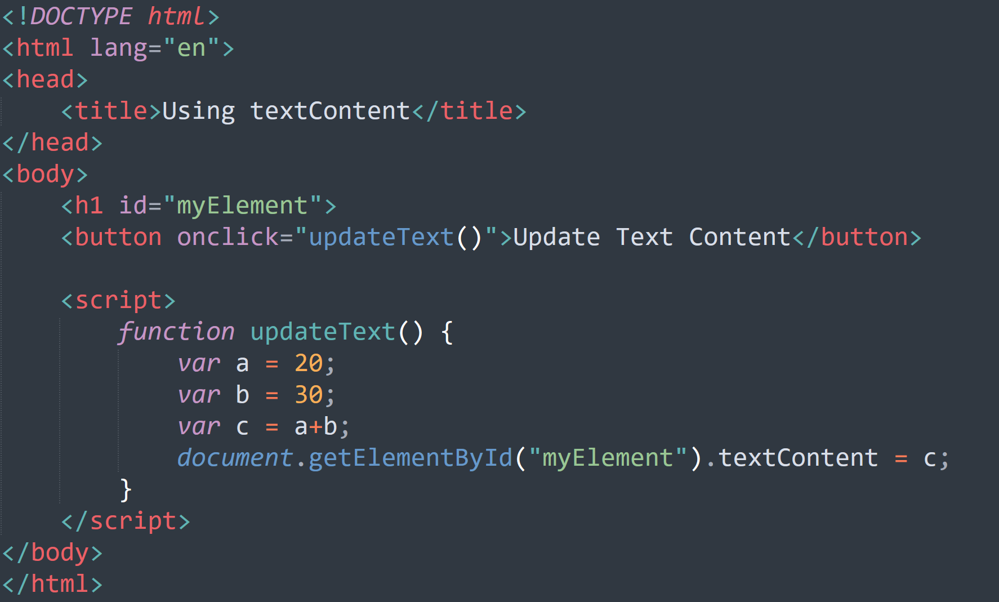 <!DOCTYPE html>
<html lang="en">
<head>
    <title>Using textContent</title>
</head>
<body>
    <h1 id="myElement">
    <button onclick="updateText()">Update Text Content</button>

    <script>
        function updateText() {
            var a = 20;
            var b = 30;
            var c = a+b;
            document.getElementById("myElement").textContent = c;
        }
    </script>
</body>
</html>